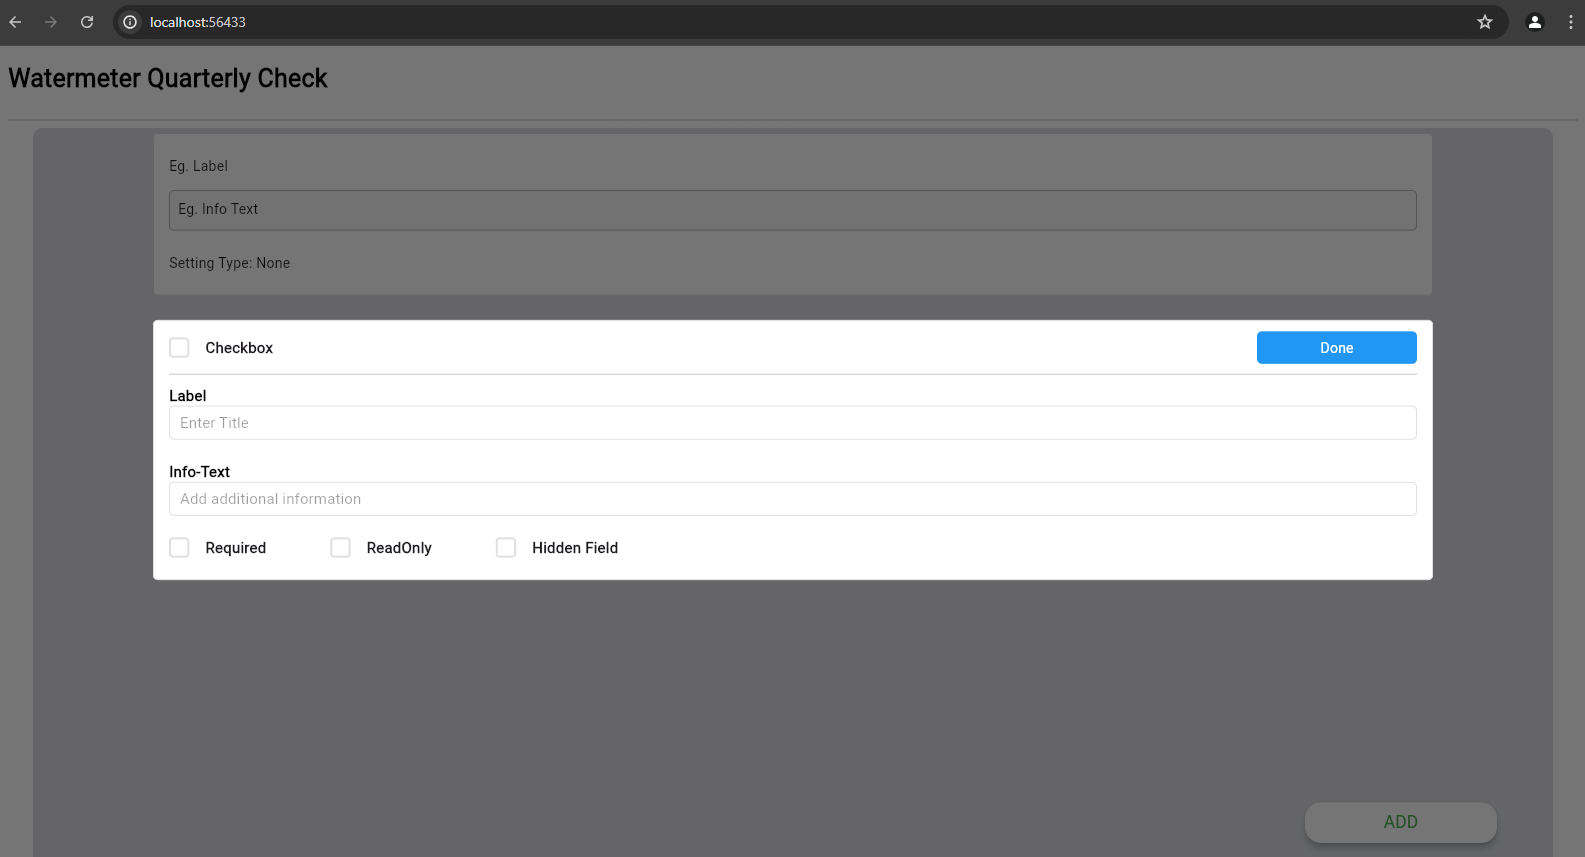 localhost:56433
Watermeter Quarterly Check
Eg. Label
Eg. Info Text
Setting Type: None
Checkbox
Done
Label
Enter Title
Info-Text
Add additional information
Required ReadOnly Hidden Field
ADD